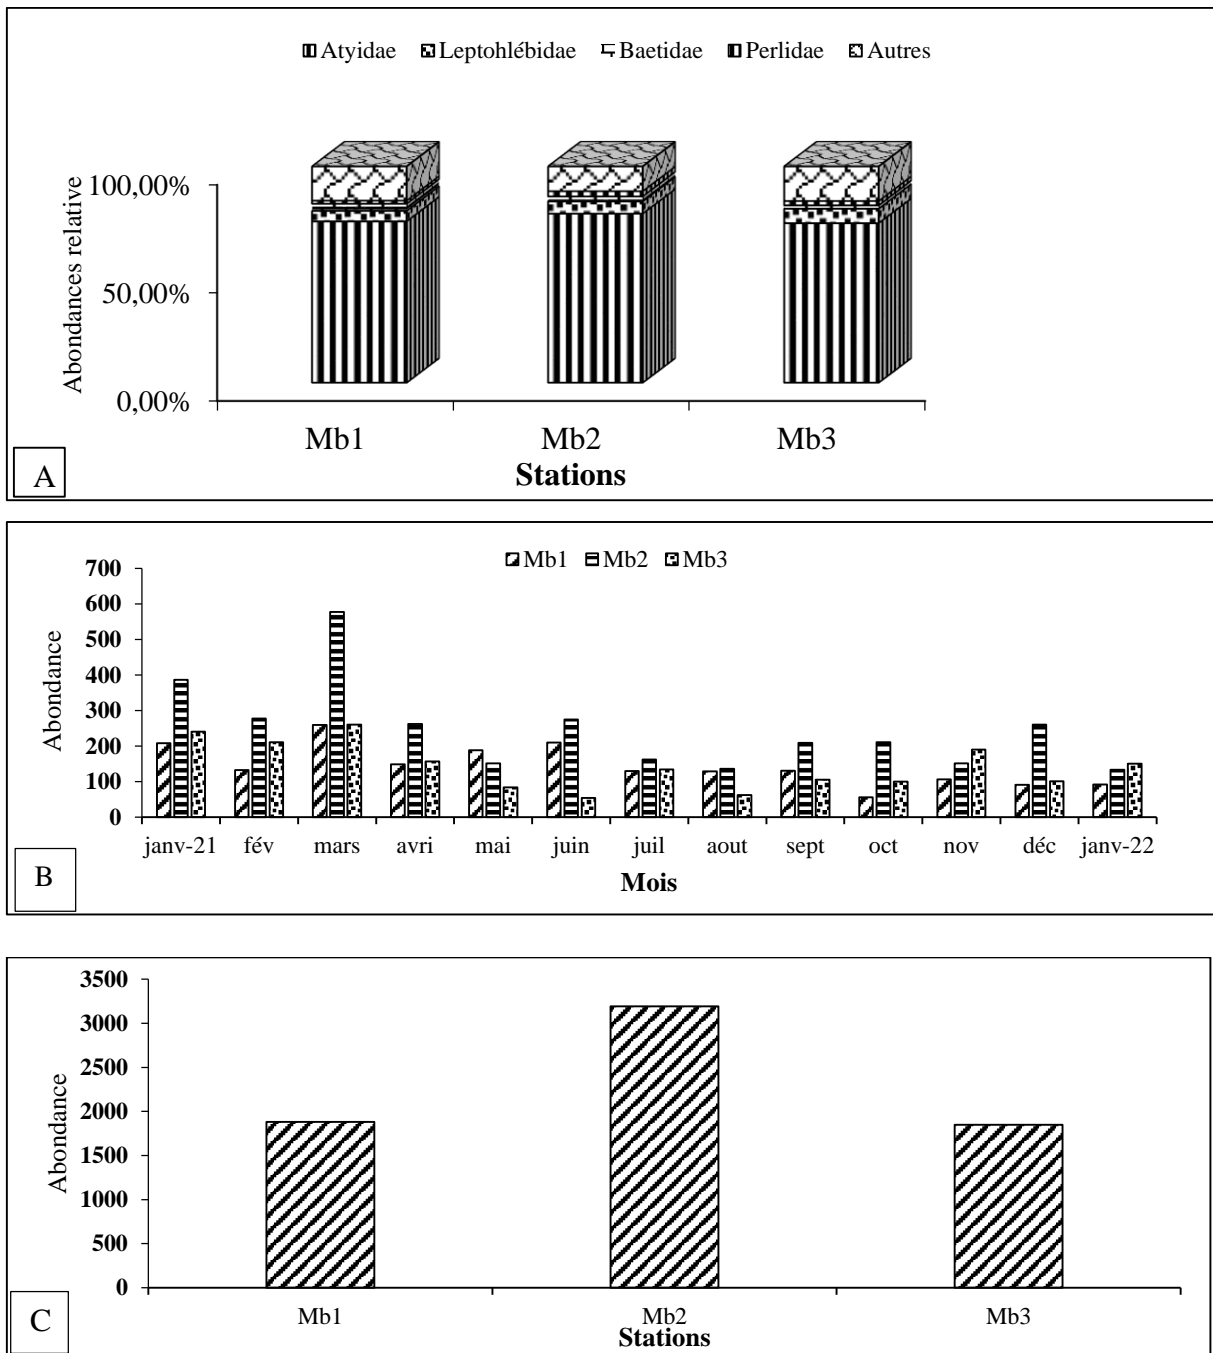 Atyidae Leptohlébidae Baetidae Perlidae Autres
Abondances relative
100,00%
50,00%
0,00%
Mb1 Mb2 Mb3
Stations
A
Mb1 Mb2 Mb3
Abondance
700
600
500
400
300
200
100
0
janv-21 fév mars avri mai juin juil aout sept oct nov déc janv-22
Mois
B
Abondance
3500
3000
2500
2000
1500
1000
500
0
Mb1 Mb2 Mb3
Stations
C